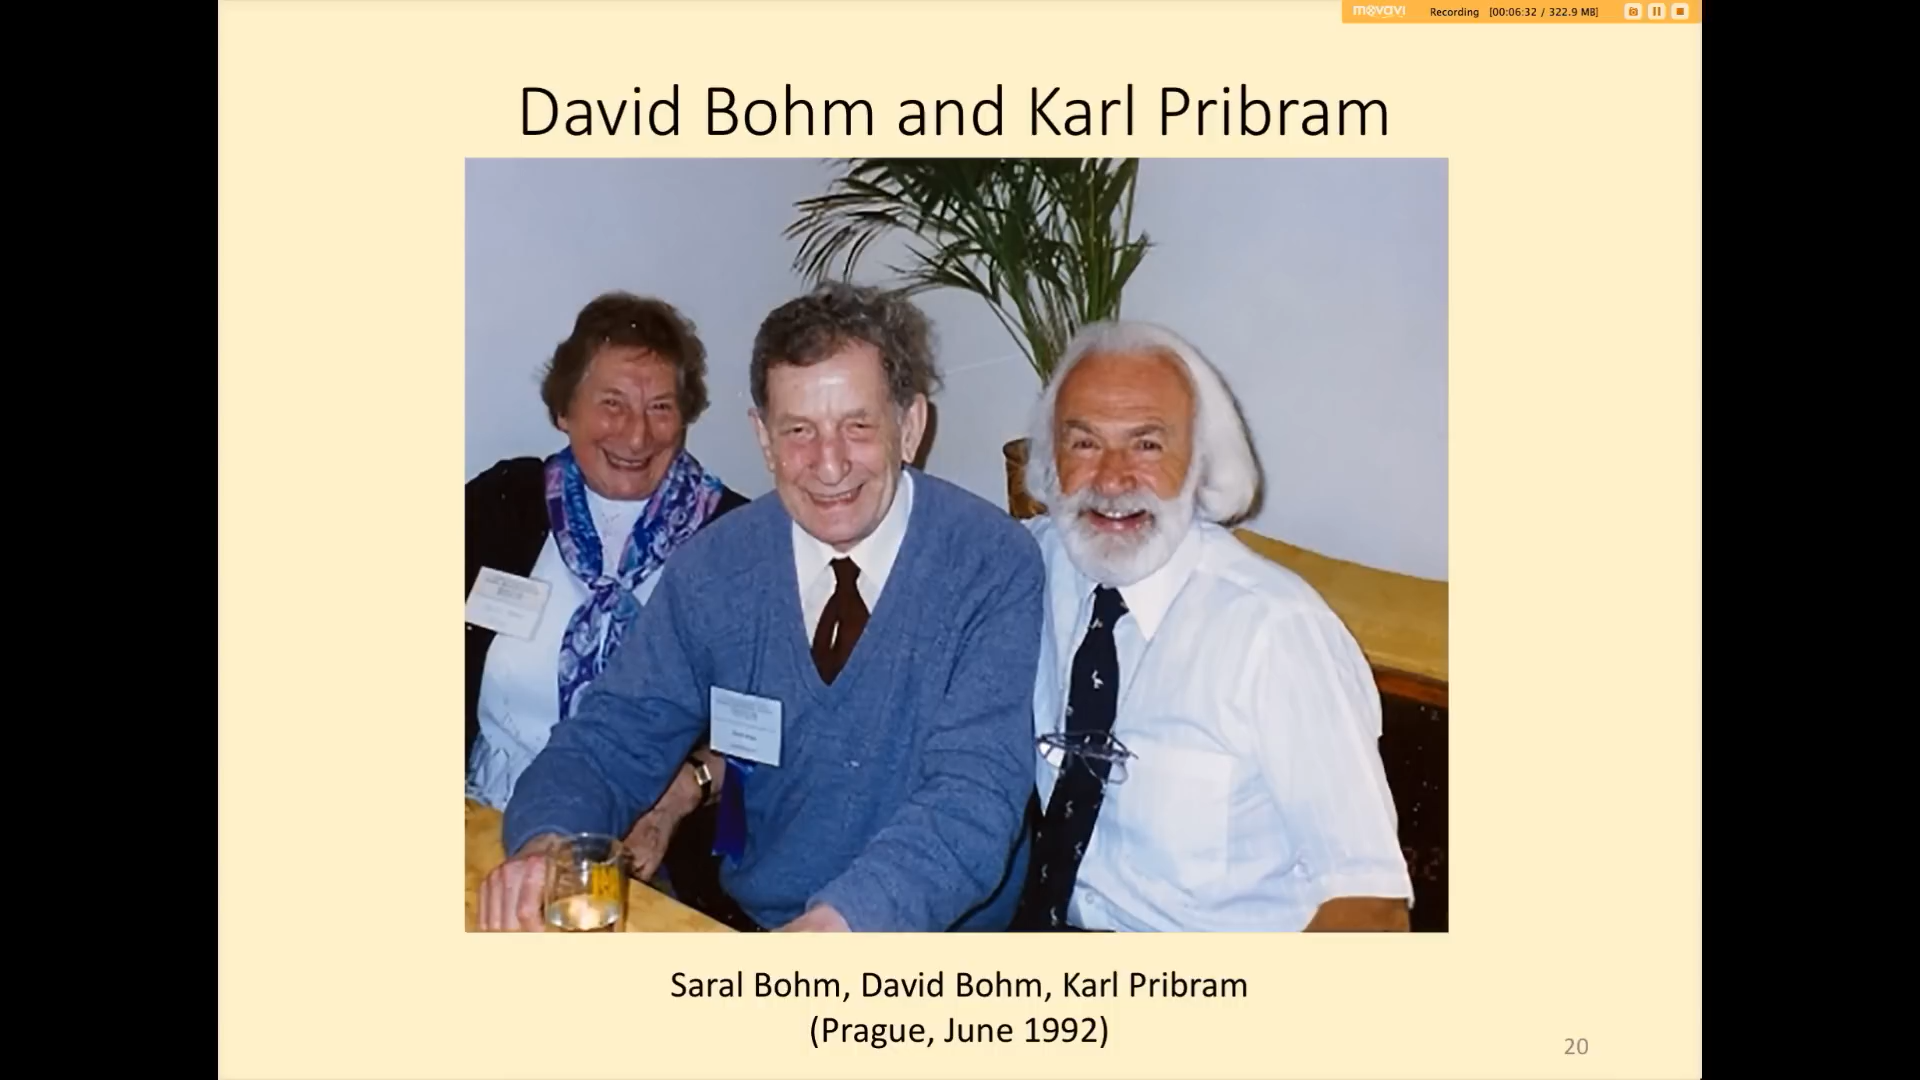 movavi Recording [00:06:32 / 322.9 MB]
David Bohm and Karl Pribram
Saral Bohm, David Bohm, Karl Pribram
(Prague, June 1992)
20